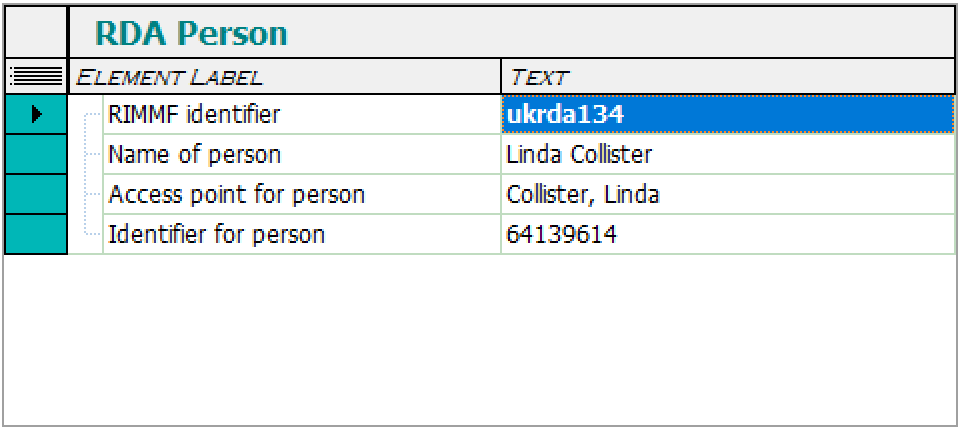 RDA Person
ELEMENT LABEL TEXT
RIMMF identifier ukrda134
Name of person Linda Collister
Access point for person Collister, Linda
Identifier for person 64139614